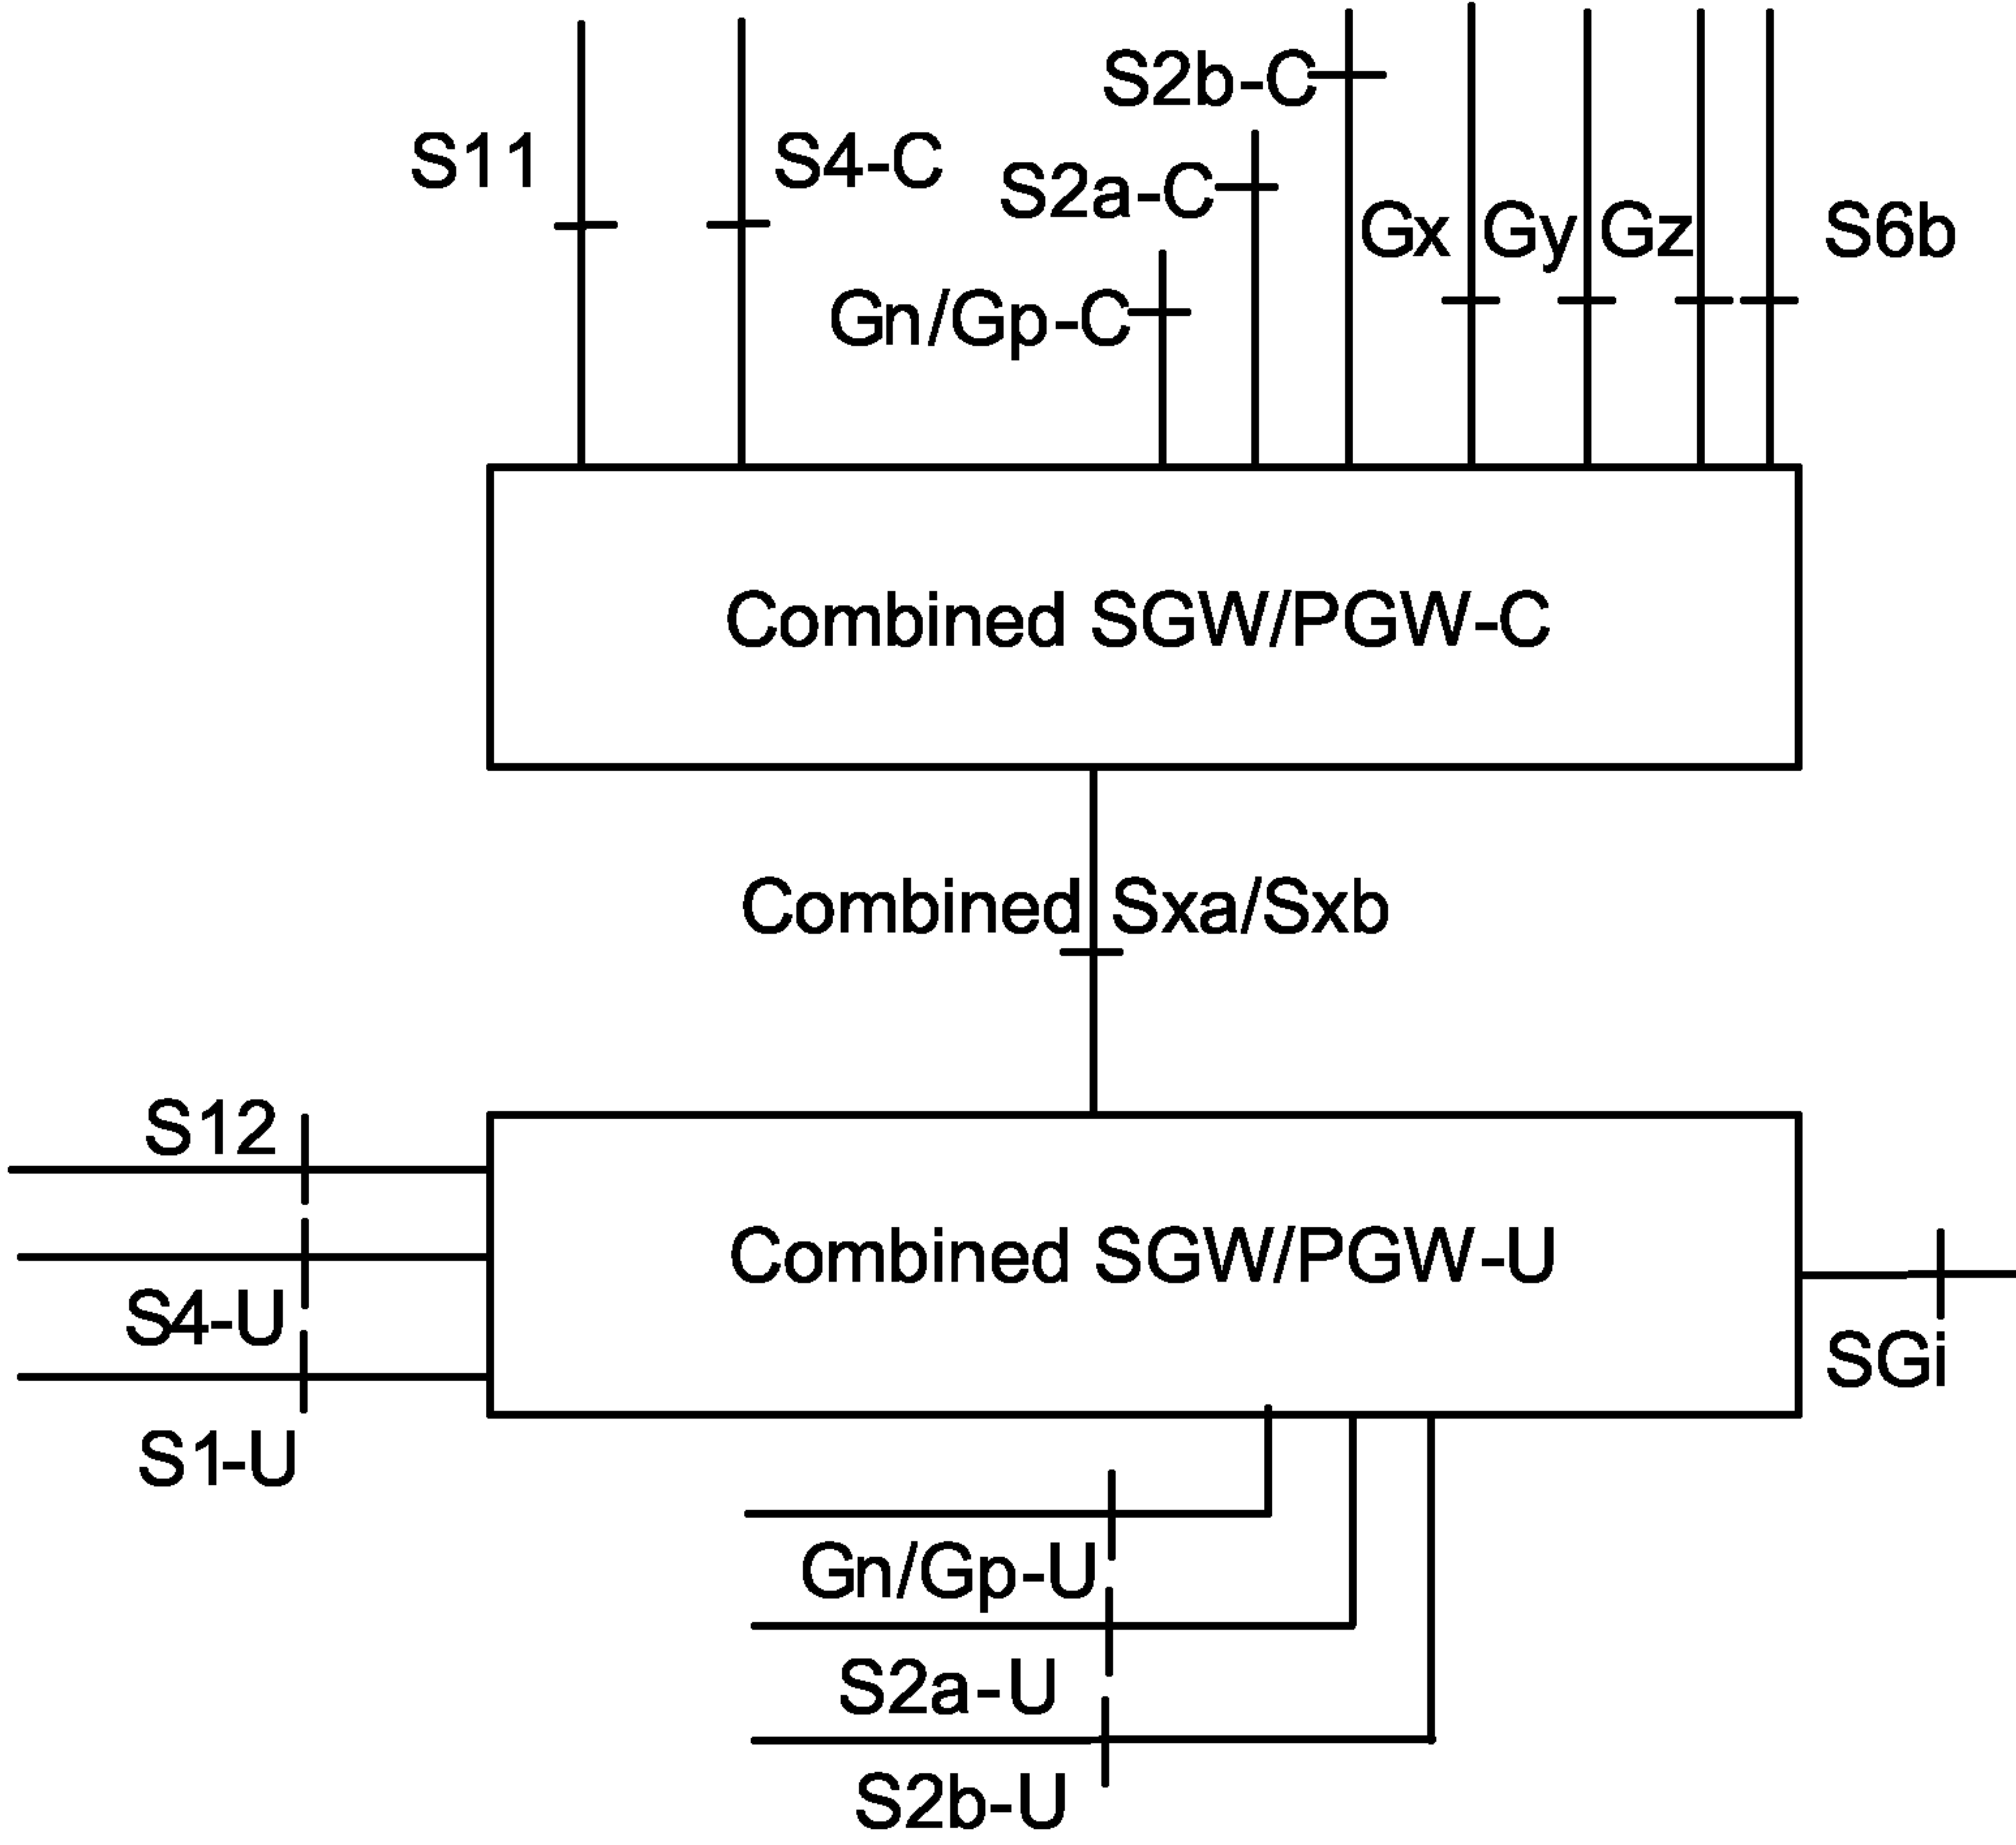 S2b-C
S11
S4-C
S2a-C
Gx
Gy
Gz
S6b
Gn/Gp-C
Combined SGW/PGW-C
Combined Sxa/Sxb
S12
Combined SGW/PGW-U
S4-U
SGi
S1-U
Gn/Gp-U
S2a-U
S2b-U